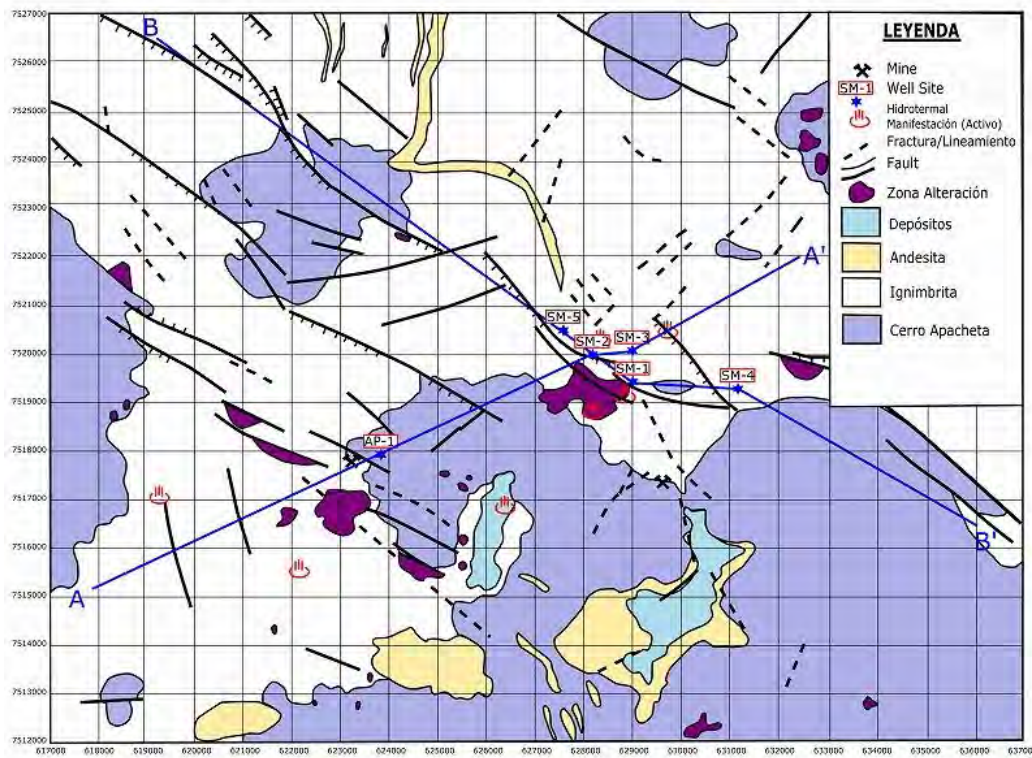 7527000
7526000
7525000
7524000
7523000
7522000
7521000
7520000
7519000
7518000
7517000
7516000
7515000
7514000
7513000
7512000
B
A'
SM-5
SM-2
SM-3
SM-1
SM-4
AP-1
A
B'
LEYENDA
Mine
SM-1 Well Site
Hidrotermal
Manifestación (Activo)
Fractura/Lineamiento
Fault
Zona Alteración
Depósitos
Andesita
Ignimbrita
Cerro Apacheta
617000 618000 619000 620000 621000 622000 623000 624000 625000 626000 627000 628000 629000 630000 631000 632000 633000 634000 635000 636000 637000